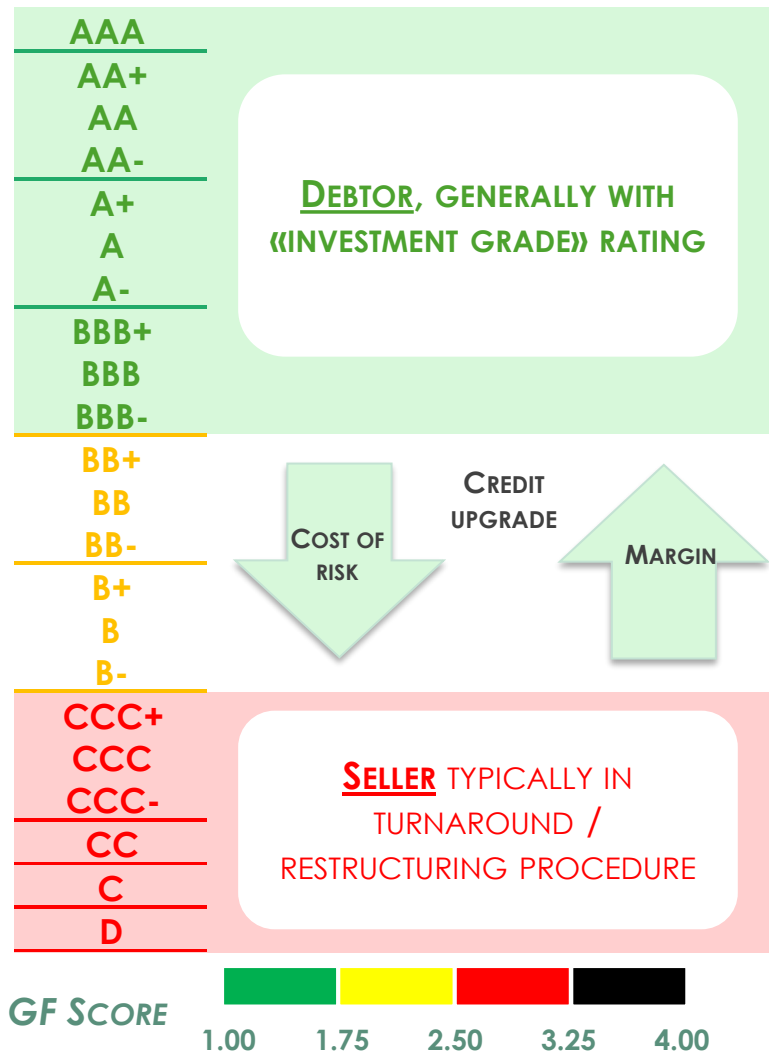 AAA
AA+
AA
AA-
A+
A
A-
BBB+
BBB
BBB-
BB+
BB
BB-
B+
B
B-
CCC+
CCC
CCC-
CC
C
D
DEBTOR, GENERALLY WITH
«INVESTMENT GRADE» RATING
COST OF
RISK
CREDIT
UPGRADE
MARGIN
SELLER TYPICALLY IN
TURNAROUND /
RESTRUCTURING PROCEDURE
GF SCORE
1.00 1.75 2.50 3.25 4.00